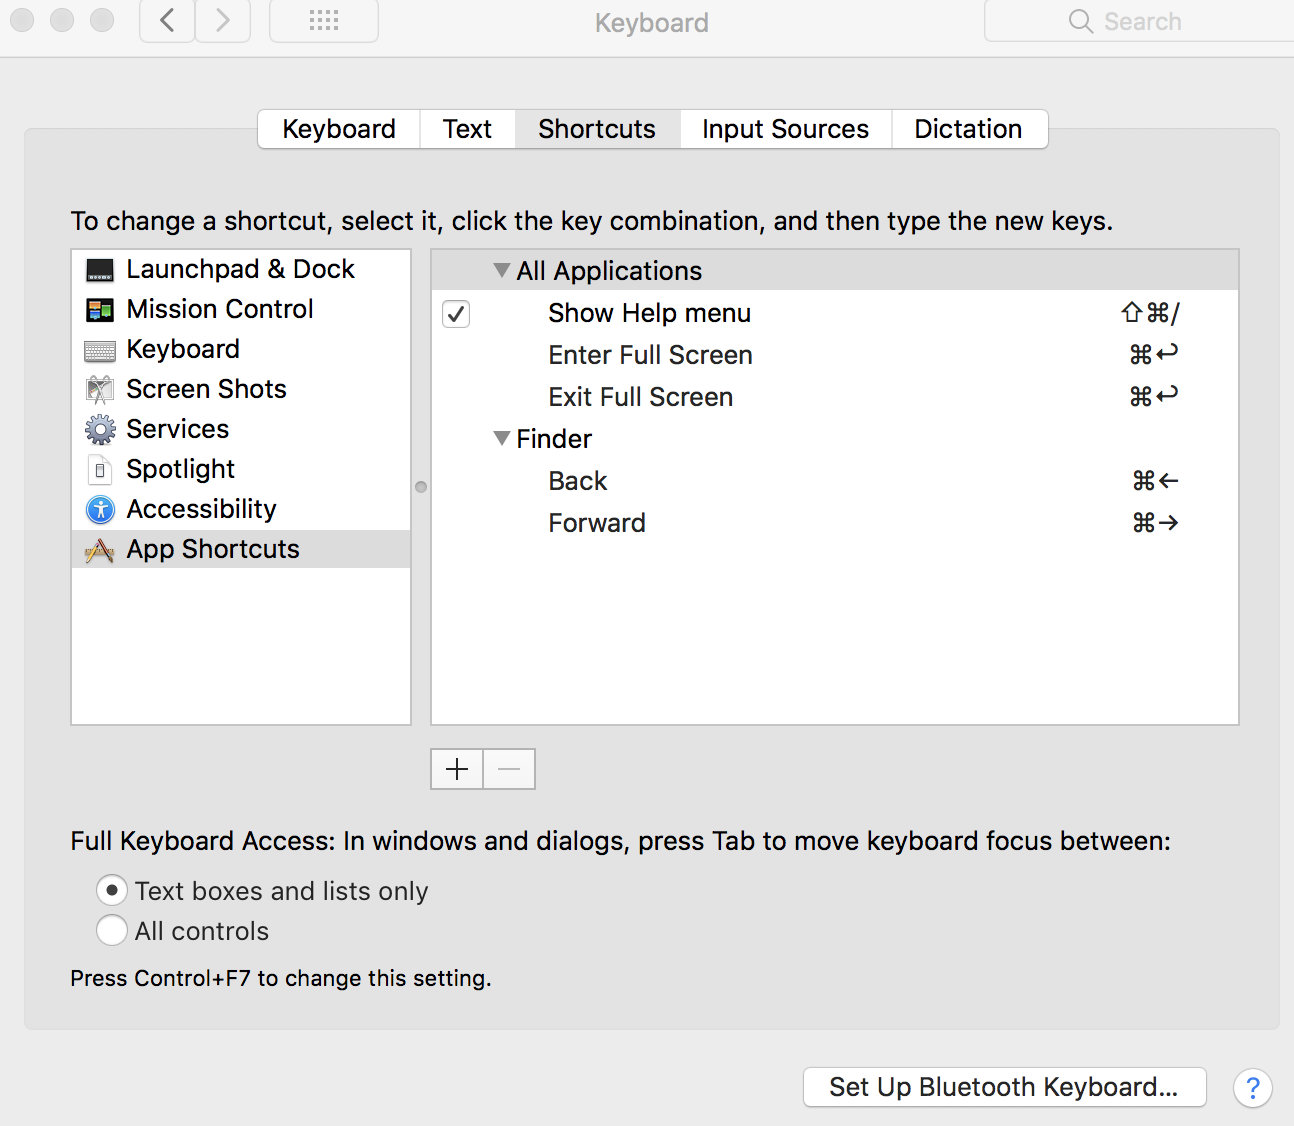 Keyboard
Search
Keyboard Text Shortcuts Input Sources Dictation
To change a shortcut, select it, click the key combination, and then type the new keys.
Launchpad & Dock
Mission Control
Keyboard
Screen Shots
Services
Spotlight
Accessibility
App Shortcuts
All Applications
Show Help menu ⇧⌘/
Enter Full Screen ⌘↩
Exit Full Screen ⌘↩
Finder
Back ⌘←
Forward ⌘→
Full Keyboard Access: In windows and dialogs, press Tab to move keyboard focus between:
Text boxes and lists only
All controls
Press Control+F7 to change this setting.
Set Up Bluetooth Keyboard... ?